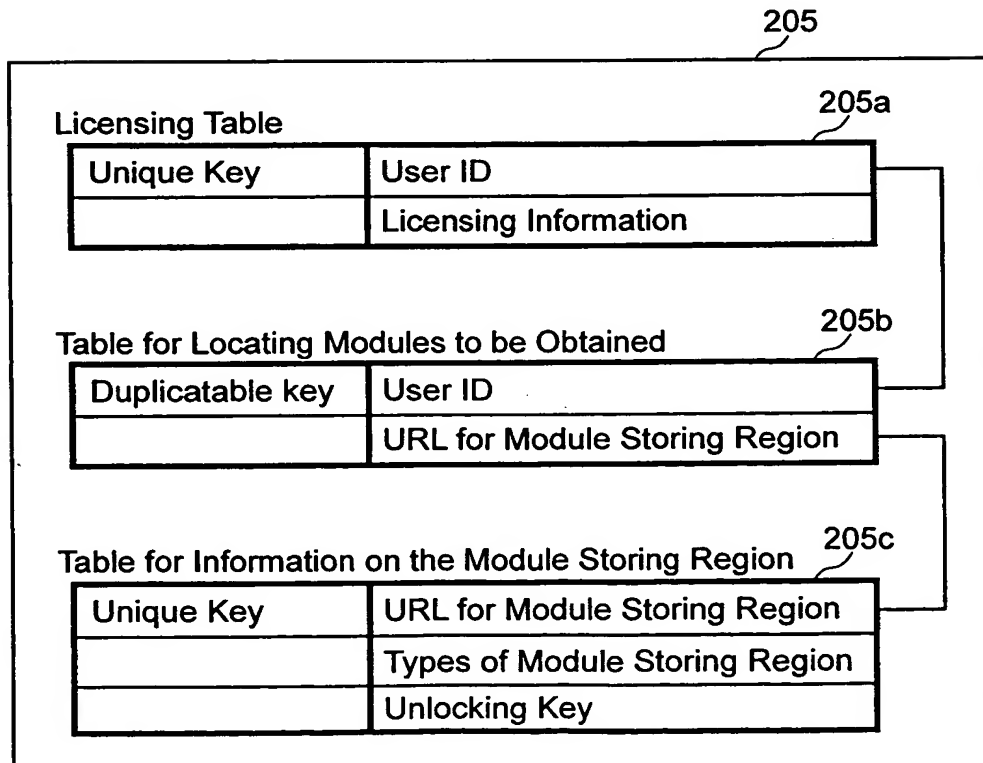 205
205a
Licensing Table
Unique Key User ID
Licensing Information
205b
Table for Locating Modules to be Obtained
Duplicatable key User ID
URL for Module Storing Region
205c
Table for Information on the Module Storing Region
Unique Key URL for Module Storing Region
Types of Module Storing Region
Unlocking Key